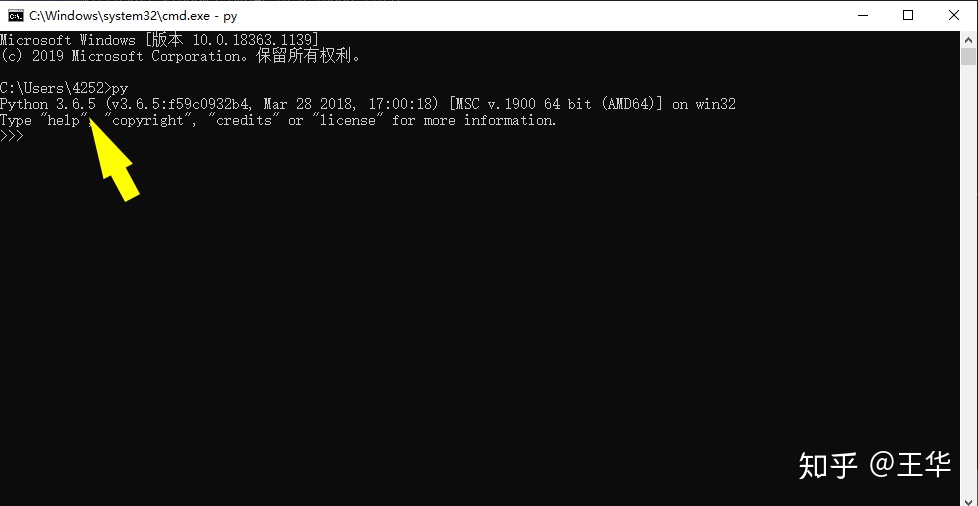 C:\Windows\system32\cmd.exe - py
Microsoft Windows [版本 10.0.18363.1139]
(c) 2019 Microsoft Corporation。保留所有权利。
C:\Users\4252>py
Python 3.6.5 (v3.6.5:f59c0932b4, Mar 28 2018, 17:00:18) [MSC v.1900 64 bit (AMD64)] on win32
Type "help", "copyright", "credits" or "license" for more information.
>>>
知乎 @王华